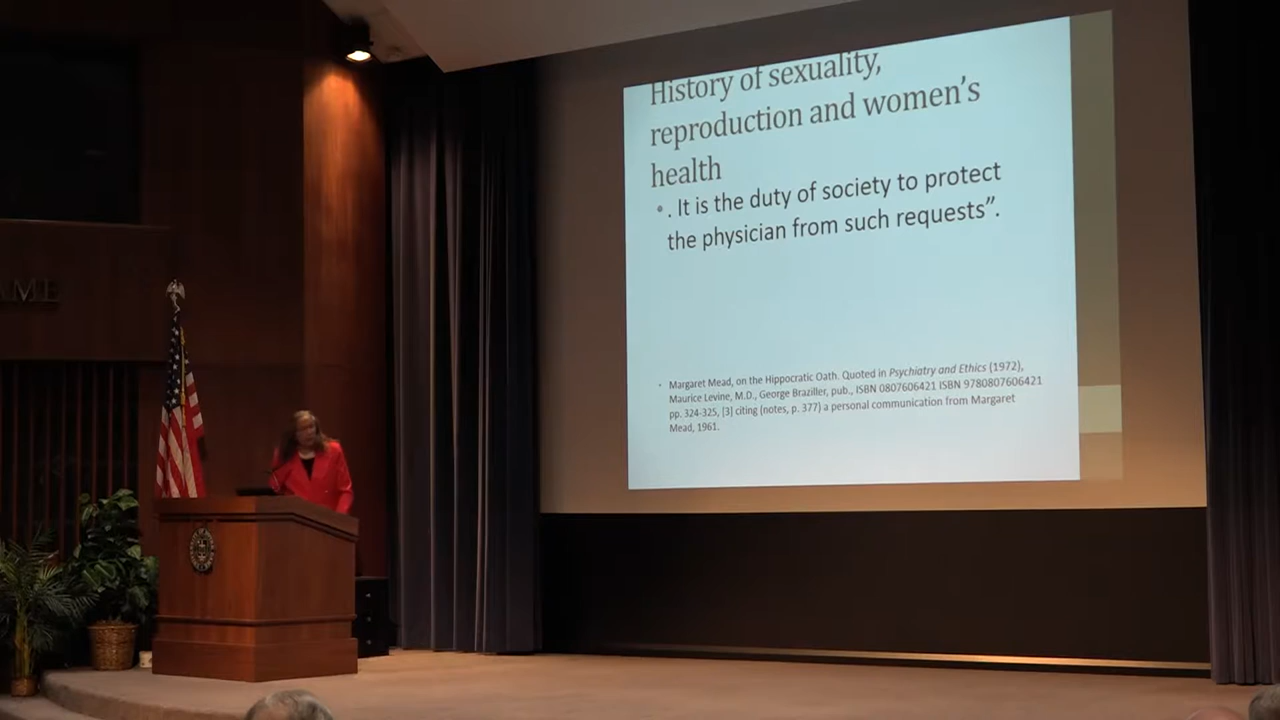 History of sexuality,
reproduction and women's
health
• . It is the duty of society to protect
the physician from such requests”.
• Margaret Mead, on the Hippocratic Oath. Quoted in Psychiatry and Ethics (1972),
Maurice Levine, M.D., George Braziller, pub., ISBN 0807606421 ISBN 9780807606421
pp. 324-325, [3] citing (notes, p. 377) a personal communication from Margaret
Mead, 1961.
AME